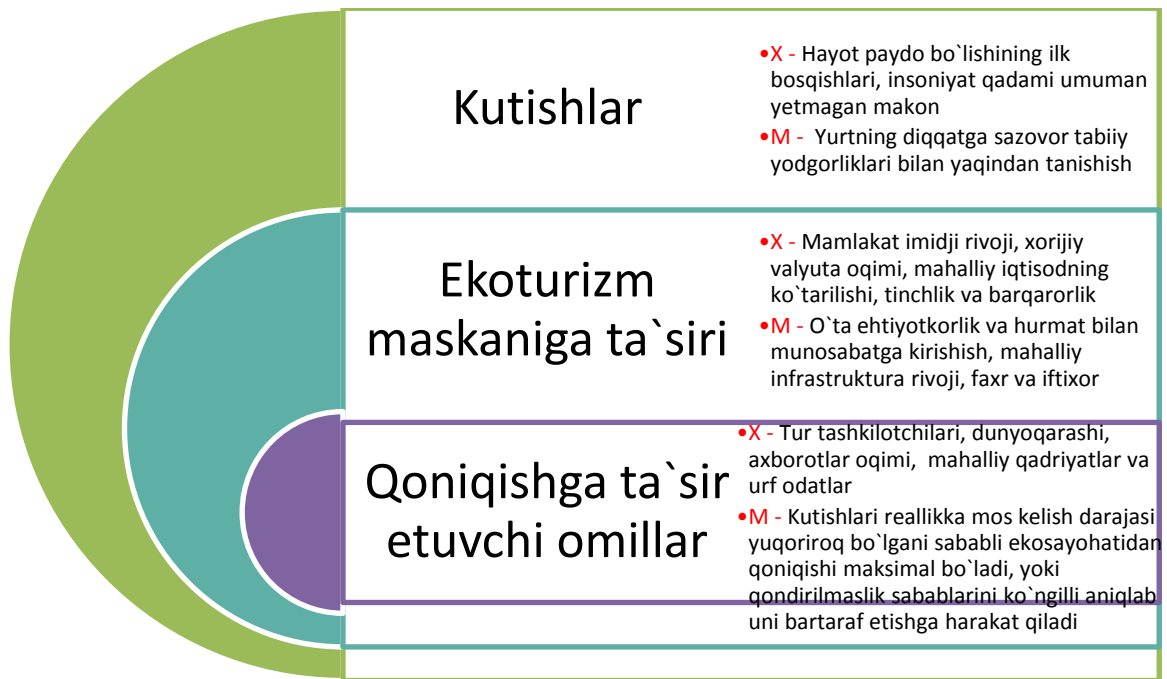 Kutishlar
•X - Hayot paydo bo`lishining ilk
bosqishlari, insoniyat qadami umuman
yetmagan makon
•M - Yurtning diqqatga sazovor tabiiy
yodgorliklari bilan yaqindan tanishish
Ekoturizm
maskaniga ta`siri
•X - Mamlakat imidji rivoji, xorijiy
valyuta oqimi, mahalliy iqtisodning
ko`tarilishi, tinchlik va barqarorlik
•M - O`ta ehtiyotkorlik va hurmat bilan
munosabatga kirishish, mahalliy
infrastruktura rivoji, faxr va iftixor
Qoniqishga ta`sir
etuvchi omillar
•X - Tur tashkilotchilari, dunyoqarashi,
axborotlar oqimi, mahalliy qadriyatlar va
urf odatlar
•M - Kutishlari reallikka mos kelish darajasi
yuqoriroq bo`lgani sababli ekosayohatidan
qoniqishi maksimal bo`ladi, yoki
qondirilmaslik sabablarini ko`ngilli aniqlab
uni bartaraf etishga harakat qiladi